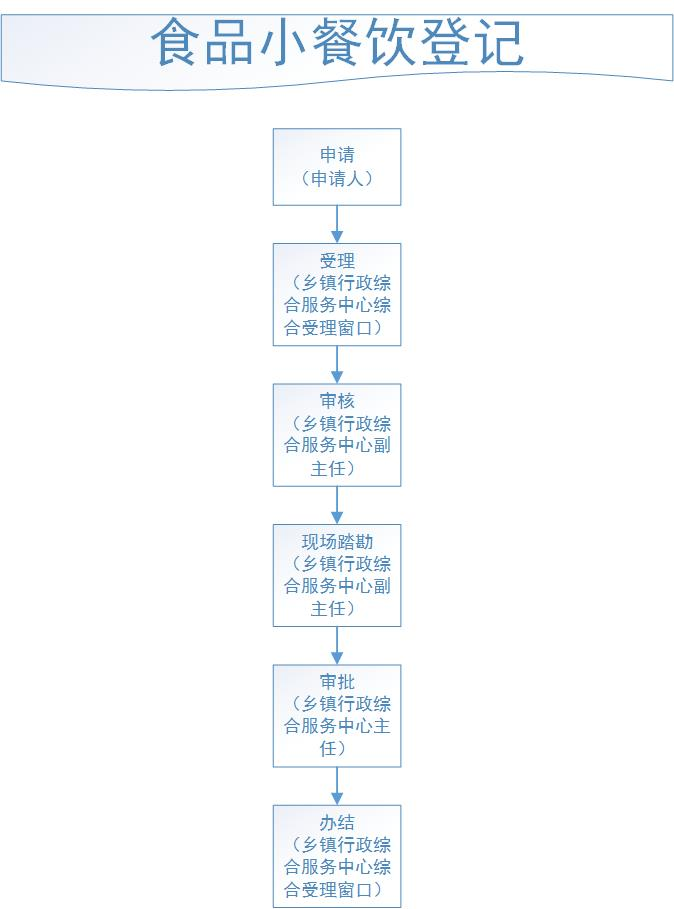 食品小餐饮登记
申请
（申请人）
受理
（乡镇行政综
合服务中心综
合受理窗口）
审核
（乡镇行政综
合服务中心副
主任）
现场踏勘
（乡镇行政综
合服务中心副
主任）
审批
（乡镇行政综
合服务中心主
任）
办结
（乡镇行政综
合服务中心综
合受理窗口）